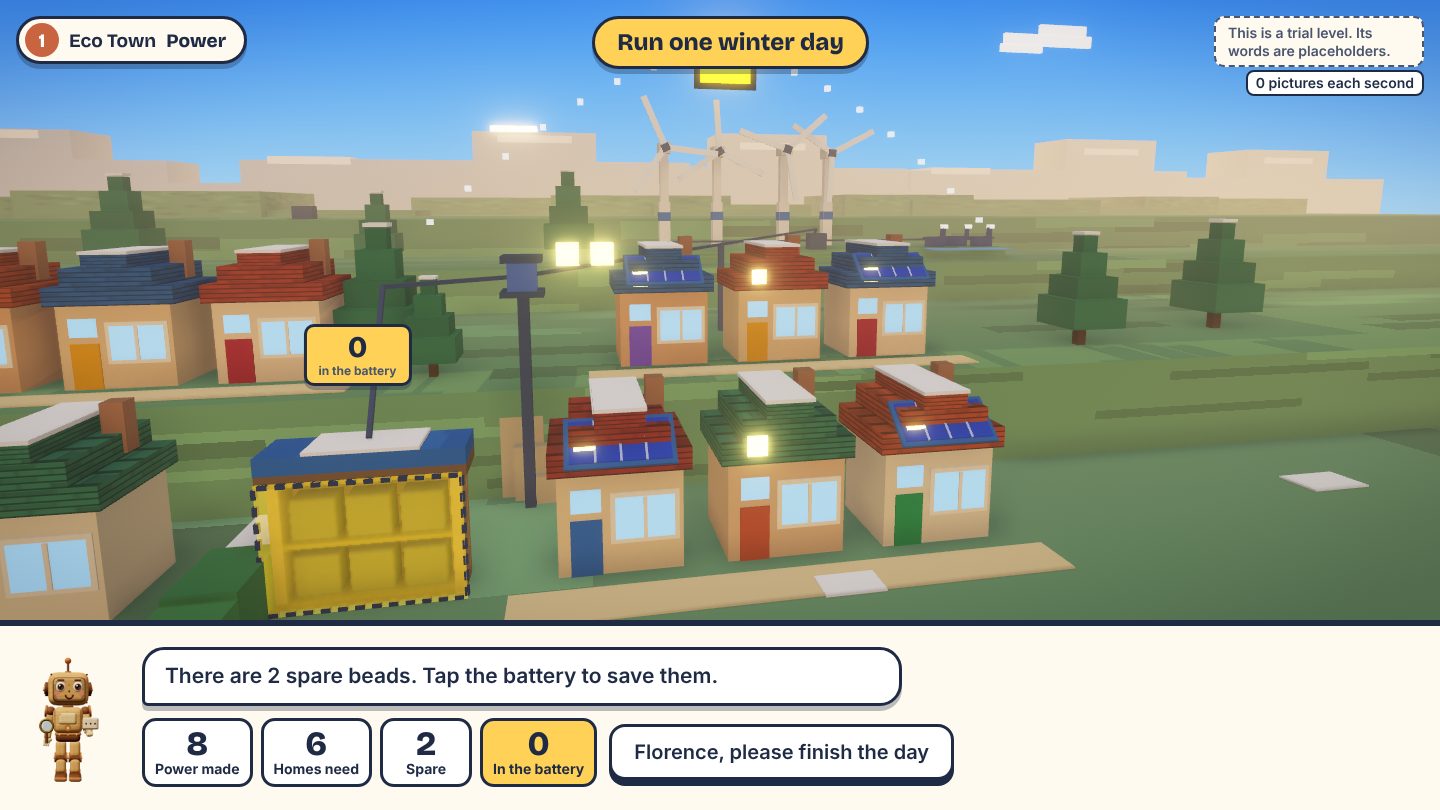 1 Eco Town Power
Run one winter day
This is a trial level. Its
words are placeholders.
0 pictures each second
0
in the battery
There are 2 spare beads. Tap the battery to save them.
8
Power made
6
Homes need
2
Spare
0
In the battery
Florence, please finish the day